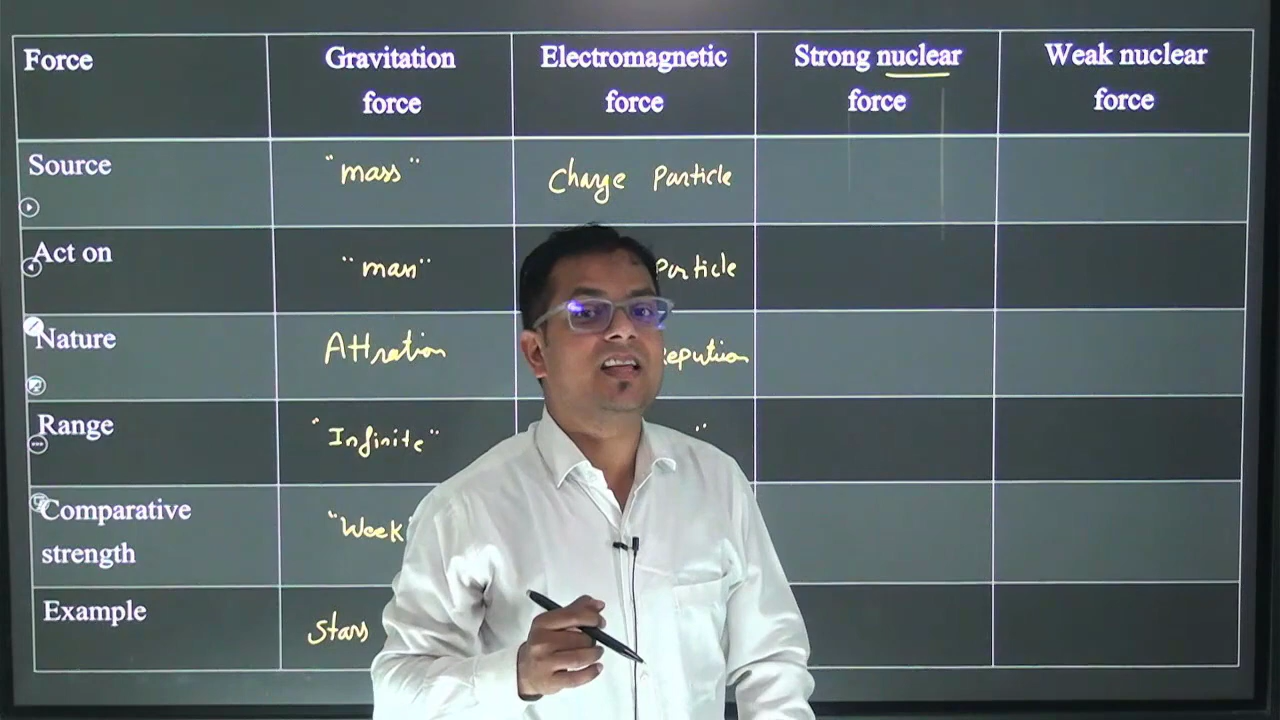 Force
Gravitation
force
Electromagnetic
force
Strong nuclear
force
Weak nuclear
force
Source
"mass"
Charge Particle
Act on
"mass"
Particle
Nature
Attration
Repution
Range
"Infinite"
"
Comparative
strength
"Week
Example
Stars